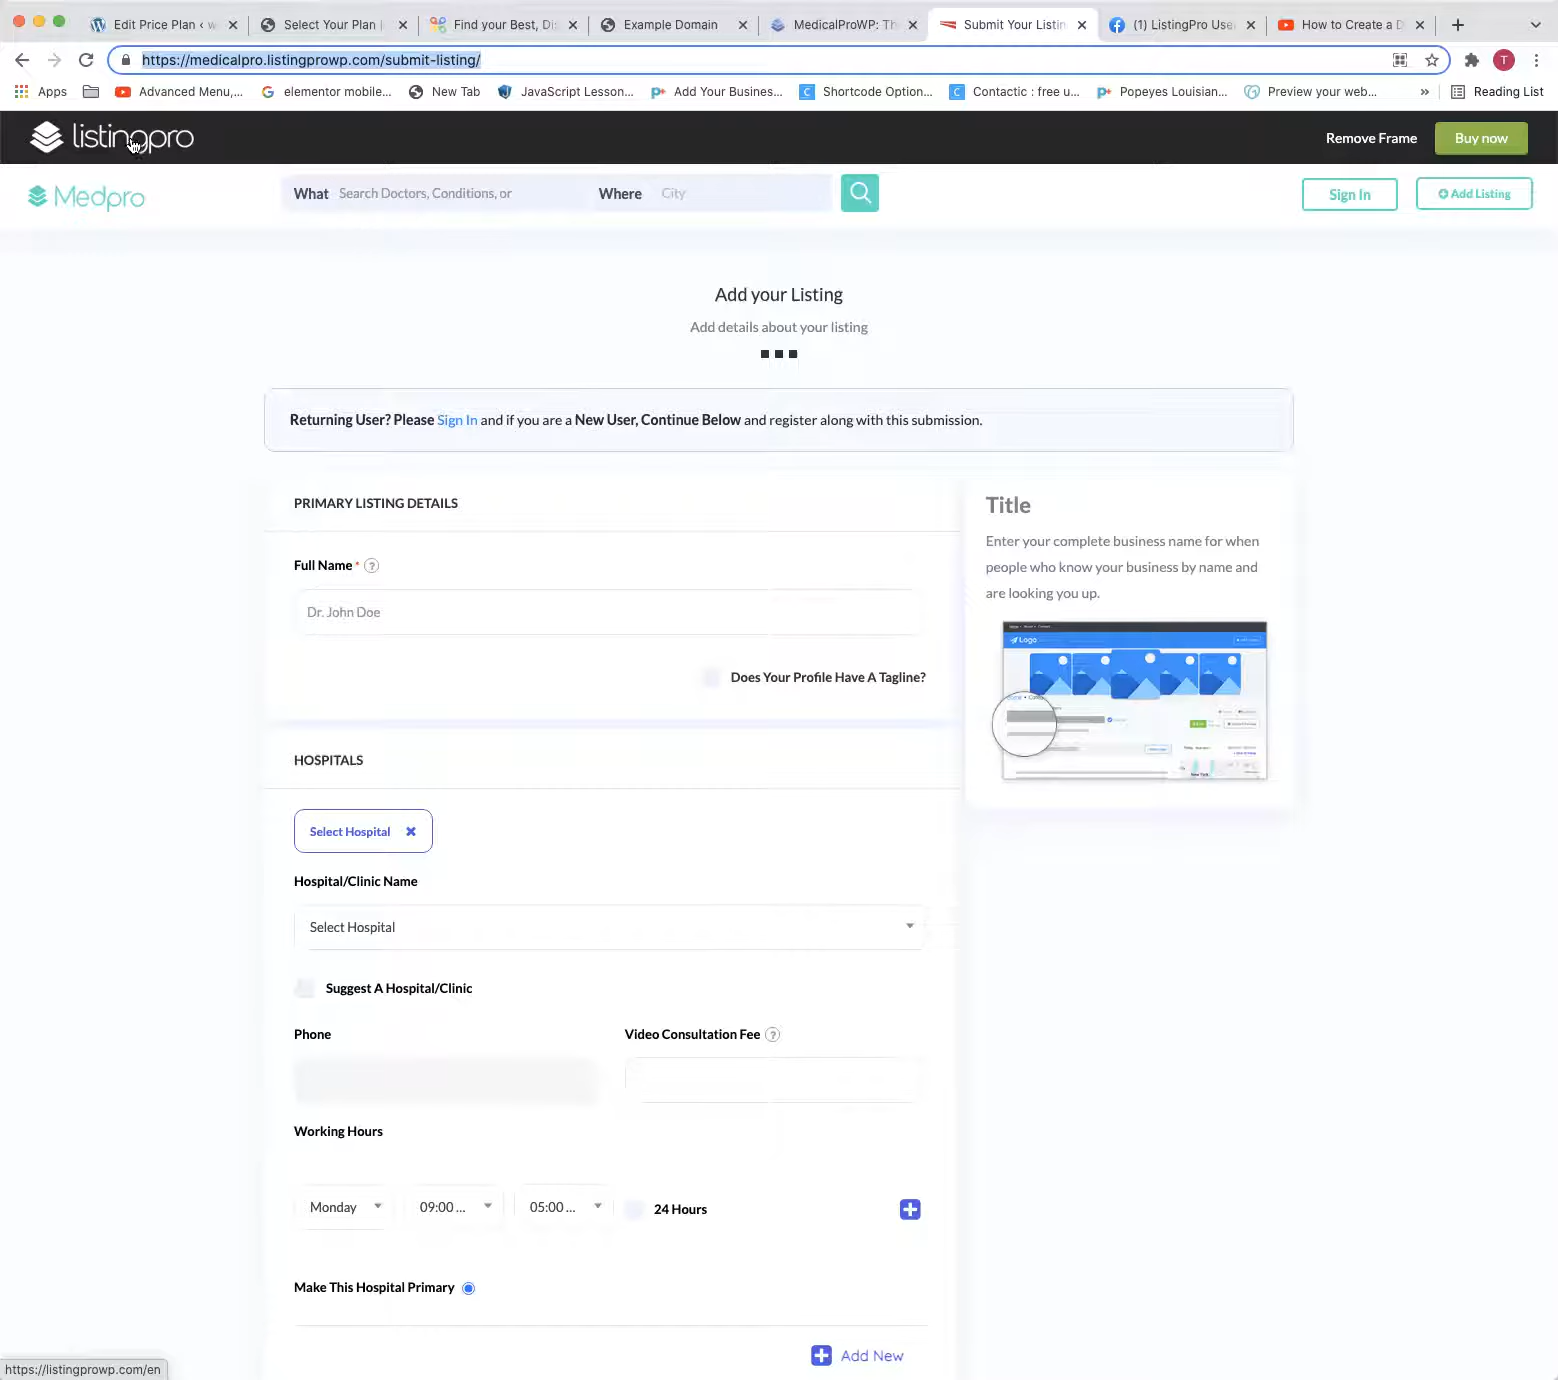 Edit Price Plan ‹ w
Select Your Plan |
Find your Best, Di
Example Domain
MedicalProWP: Th
Submit Your Listin
(1) ListingPro Use
How to Create a D
https://medicalpro.listingprowp.com/submit-listing/
T
Apps
Advanced Menu,...
elementor mobile...
New Tab
JavaScript Lesson...
Add Your Business...
Shortcode Option...
Contactic : free u...
Popeyes Louisian...
Preview your web...
»
Reading List
listingpro
Remove Frame
Buy now
Medpro
What
Search Doctors, Conditions, or
Where
City
Sign In
Add Listing
Add your Listing
Add details about your listing
Returning User? Please Sign In and if you are a New User, Continue Below and register along with this submission.
PRIMARY LISTING DETAILS
Full Name * ?
Dr. John Doe
Does Your Profile Have A Tagline?
Title
Enter your complete business name for when
people who know your business by name and
are looking you up.
Logo
HOSPITALS
Select Hospital
Hospital/Clinic Name
Select Hospital
Suggest A Hospital/Clinic
Phone
Video Consultation Fee ?
Working Hours
Monday
09:00 ...
05:00 ...
24 Hours
Make This Hospital Primary
Add New
https://listingprowp.com/en